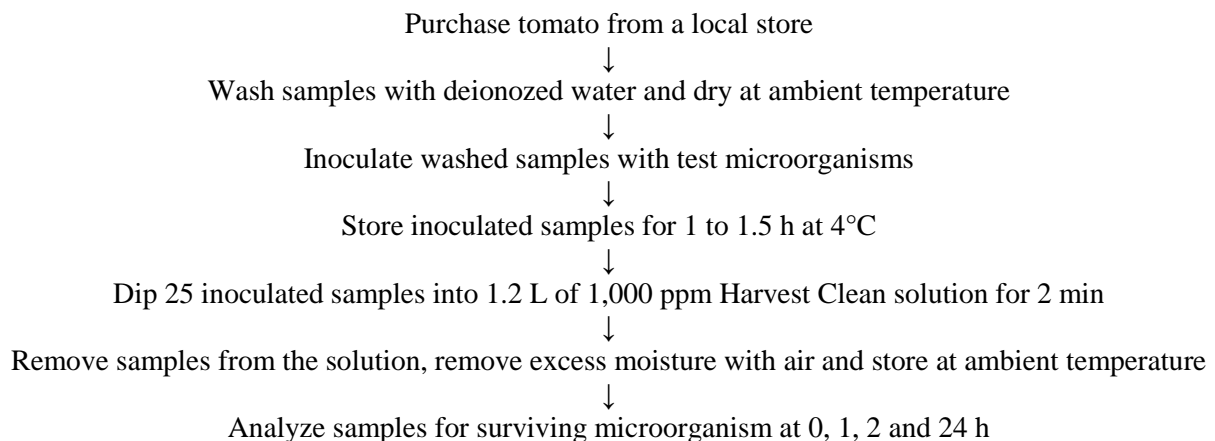 Purchase tomato from a local store
↓
Wash samples with deionozed water and dry at ambient temperature
↓
Inoculate washed samples with test microorganisms
↓
Store inoculated samples for 1 to 1.5 h at 4°C
↓
Dip 25 inoculated samples into 1.2 L of 1,000 ppm Harvest Clean solution for 2 min
↓
Remove samples from the solution, remove excess moisture with air and store at ambient temperature
↓
Analyze samples for surviving microorganism at 0, 1, 2 and 24 h